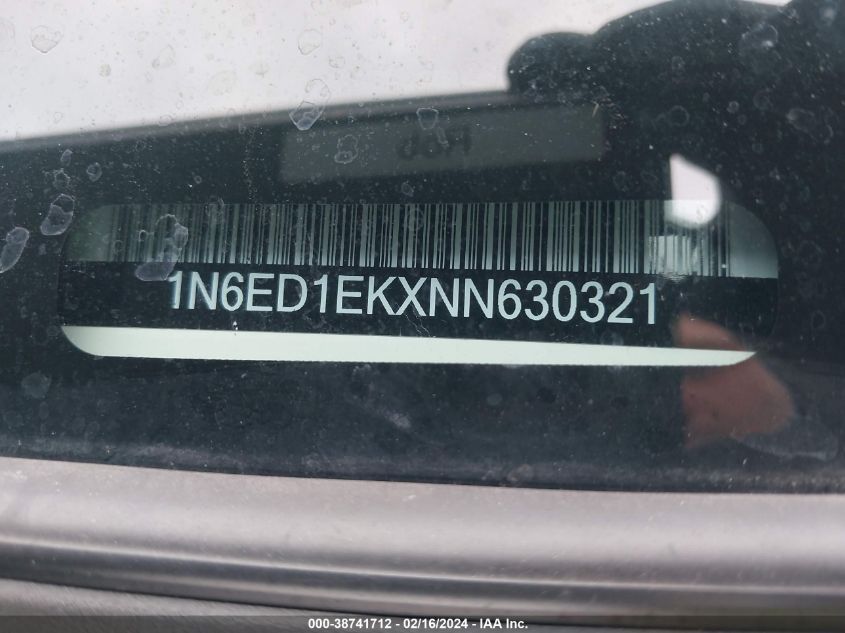 1N6ED1EKXNN630321
000-38741712 - 02/16/2024 - IAA Inc.